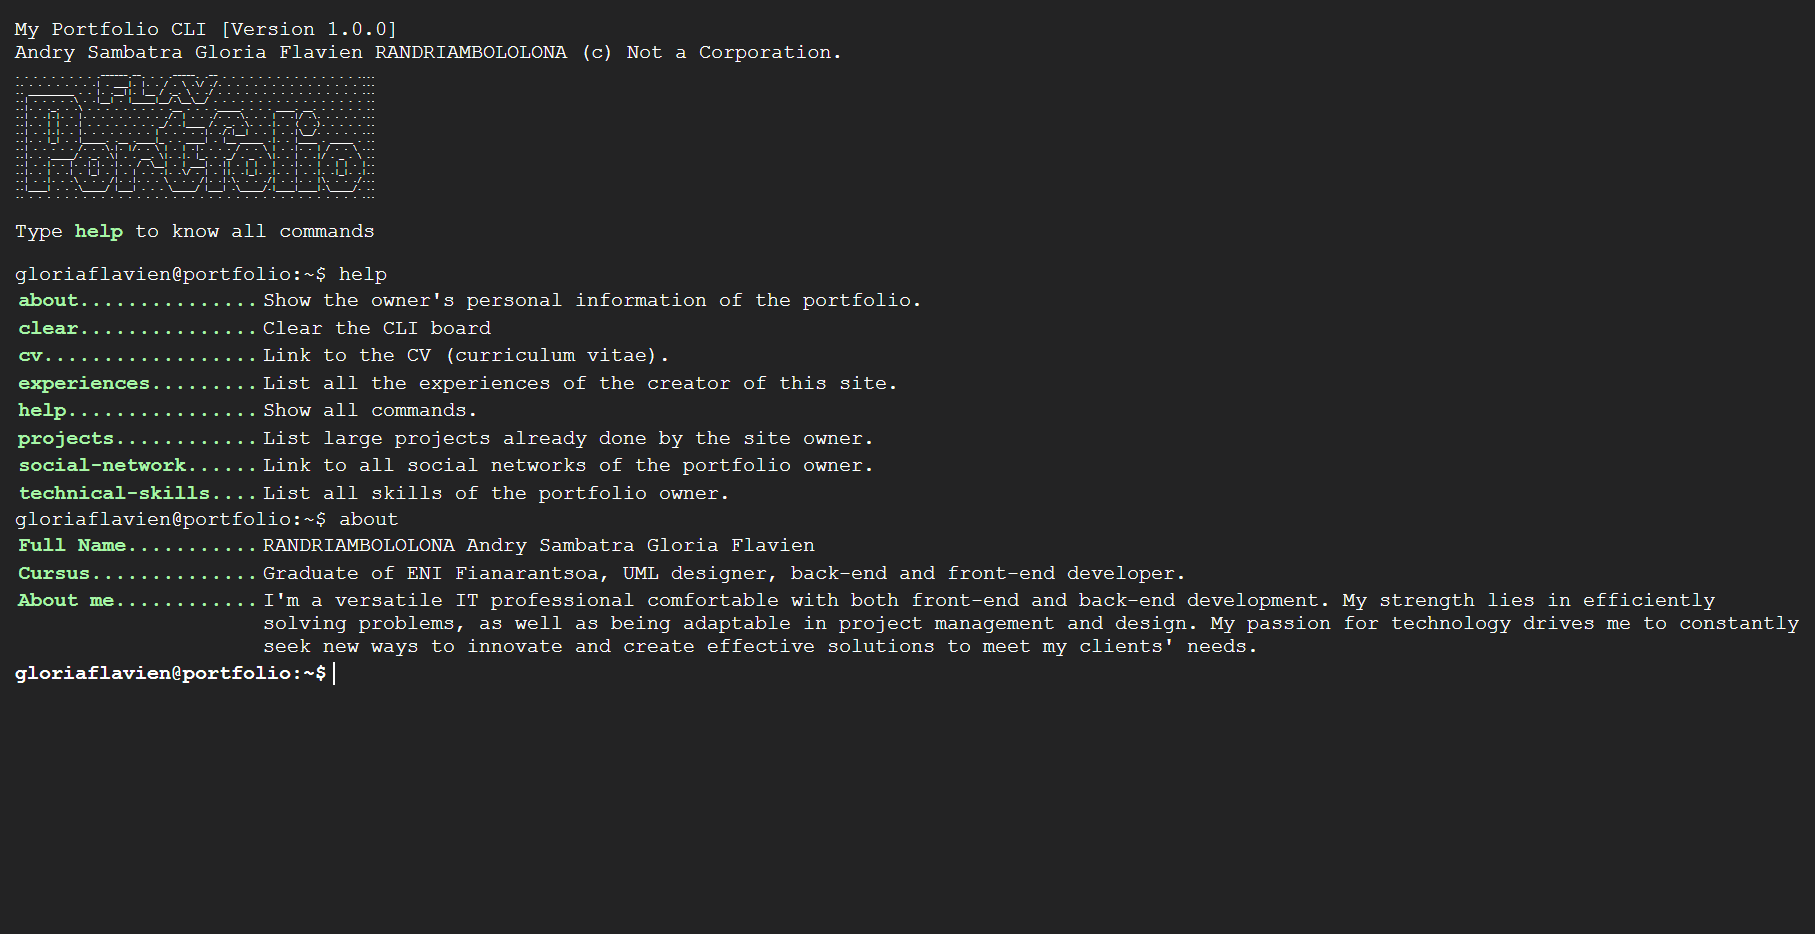 My Portfolio CLI [Version 1.0.0]
Andry Sambatra Gloria Flavien RANDRIAMBOLOLONA (c) Not a Corporation.
FLAV
Portfolio
Type help to know all commands
gloriaflavien@portfolio:~$ help
about...............Show the owner's personal information of the portfolio.
clear...............Clear the CLI board
cv..................Link to the CV (curriculum vitae).
experiences.........List all the experiences of the creator of this site.
help................Show all commands.
projects............List large projects already done by the site owner.
social-network......Link to all social networks of the portfolio owner.
technical-skills....List all skills of the portfolio owner.
gloriaflavien@portfolio:~$ about
Full Name...........RANDRIAMBOLOLONA Andry Sambatra Gloria Flavien
Cursus..............Graduate of ENI Fianarantsoa, UML designer, back-end and front-end developer.
About me............I'm a versatile IT professional comfortable with both front-end and back-end development. My strength lies in efficiently
solving problems, as well as being adaptable in project management and design. My passion for technology drives me to constantly
seek new ways to innovate and create effective solutions to meet my clients' needs.
gloriaflavien@portfolio:~$